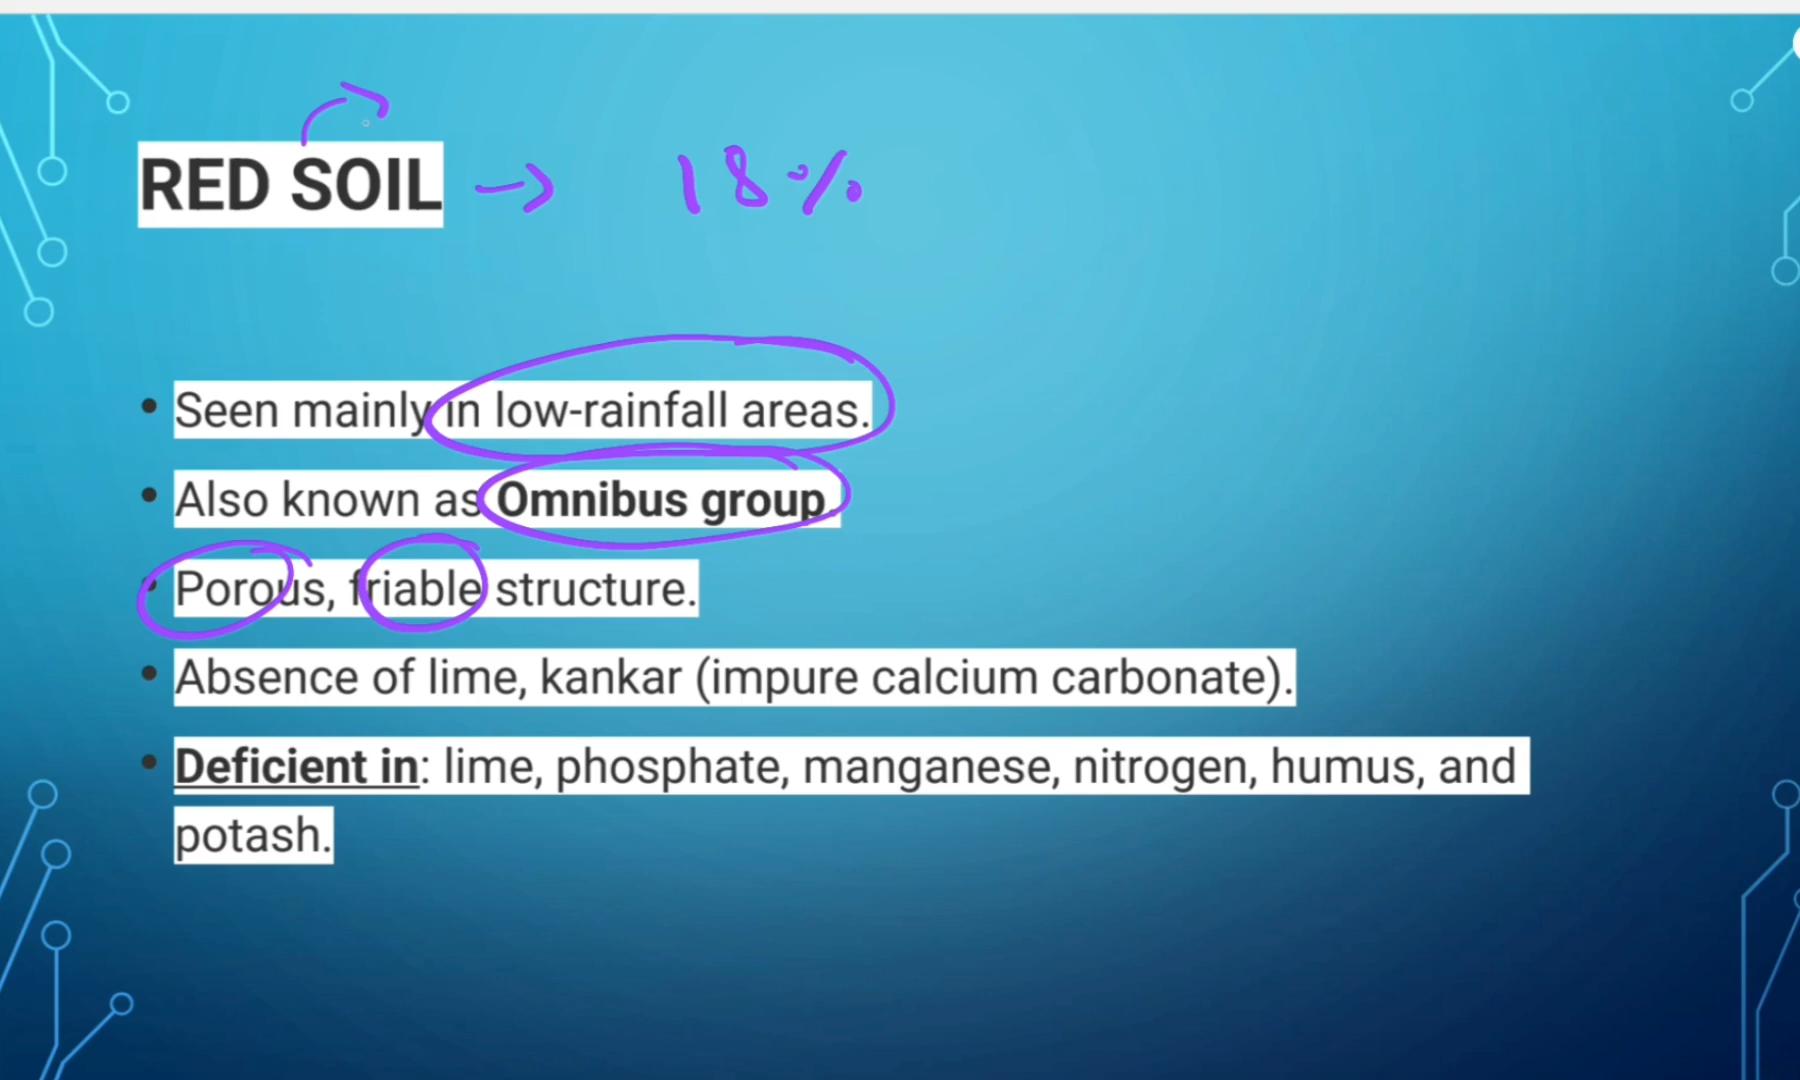 RED SOIL → 18%
• Seen mainly in low-rainfall areas.
• Also known as Omnibus group.
• Porous, friable structure.
• Absence of lime, kankar (impure calcium carbonate).
• Deficient in: lime, phosphate, manganese, nitrogen, humus, and
potash.